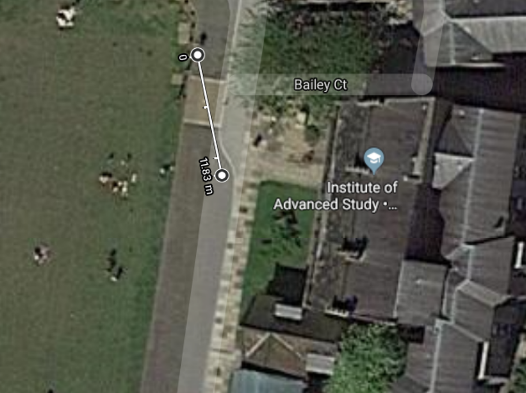 0
Bailey Ct
11.83 m
Institute of
Advanced Study •...